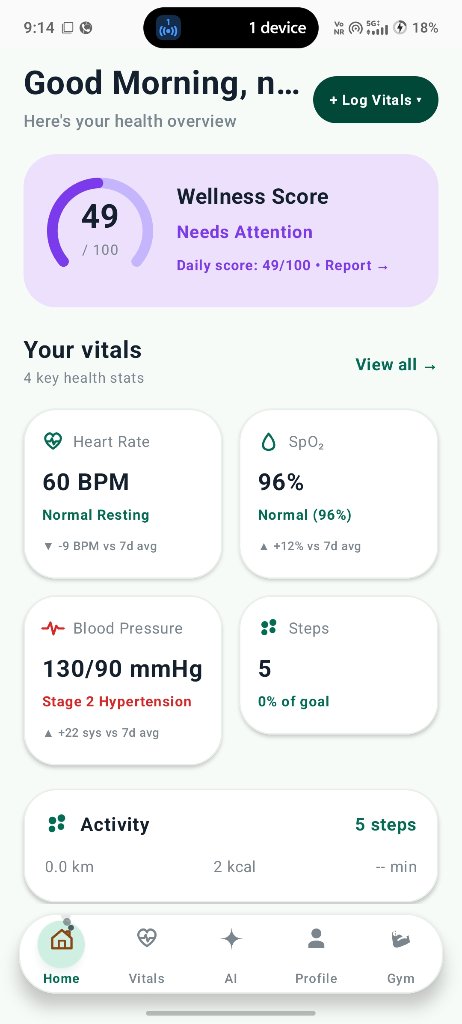 9:14
1
1 device
Vo NR
5G
18%
Good Morning, n...
+ Log Vitals ▾
Here's your health overview
49
/ 100
Wellness Score
Needs Attention
Daily score: 49/100 • Report →
Your vitals
4 key health stats
View all →
Heart Rate
60 BPM
Normal Resting
▼ -9 BPM vs 7d avg
SpO₂
96%
Normal (96%)
▲ +12% vs 7d avg
Blood Pressure
130/90 mmHg
Stage 2 Hypertension
▲ +22 sys vs 7d avg
Steps
5
0% of goal
Activity
5 steps
0.0 km
2 kcal
-- min
Home
Vitals
AI
Profile
Gym